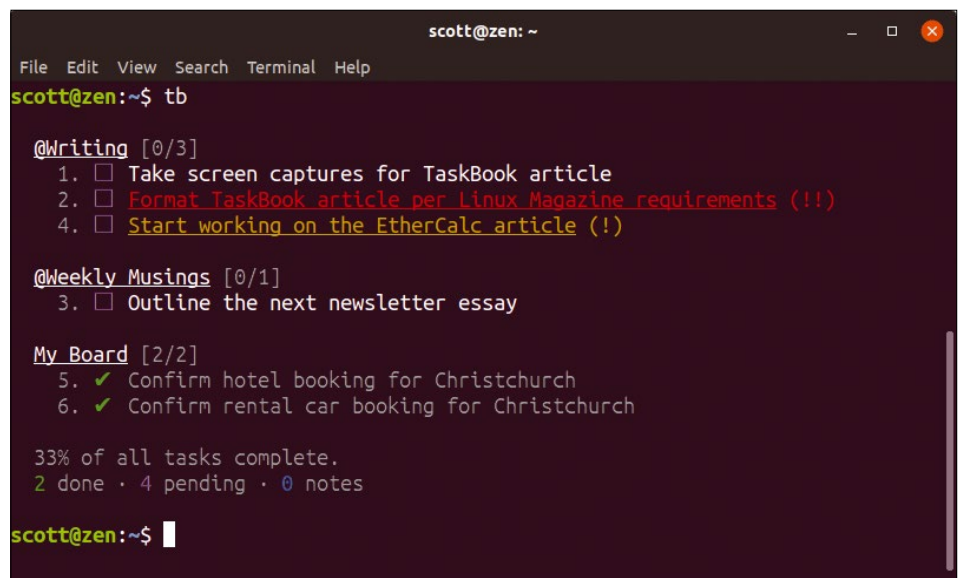 scott@zen: ~
File Edit View Search Terminal Help
scott@zen:~$ tb
@Writing [0/3]
1. ☐ Take screen captures for TaskBook article
2. ☐ Format TaskBook article per Linux Magazine requirements (!!)
4. ☐ Start working on the EtherCalc article (!)
@Weekly Musings [0/1]
3. ☐ Outline the next newsletter essay
My Board [2/2]
5. ✔ Confirm hotel booking for Christchurch
6. ✔ Confirm rental car booking for Christchurch
33% of all tasks complete.
2 done · 4 pending · 0 notes
scott@zen:~$